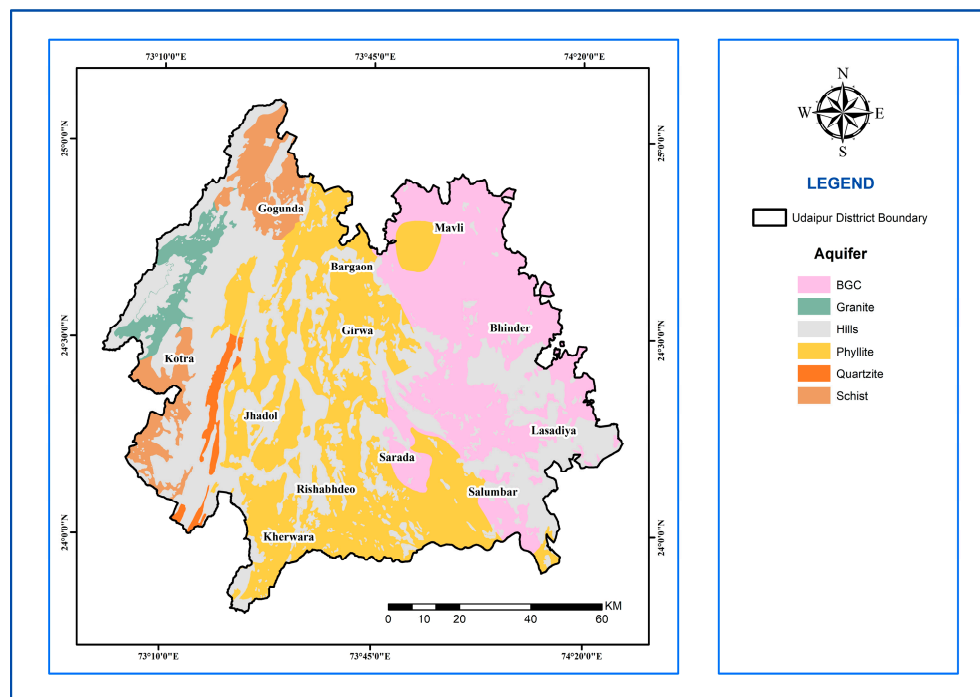 73°10'0"E 73°45'0"E 74°20'0"E
25°0'0"N 25°0'0"N
24°30'0"N 24°30'0"N
24°0'0"N 24°0'0"N
Gogunda
Mavli
Bargaon
Girwa
Bhinder
Kotra
Jhadol
Lasadiya
Sarada
Rishabhdeo
Salumbar
Kherwara
KM
0 10 20 40 60
73°10'0"E 73°45'0"E 74°20'0"E
N
W E
S
LEGEND
Udaipur Disttrict Boundary
Aquifer
BGC
Granite
Hills
Phyllite
Quartzite
Schist